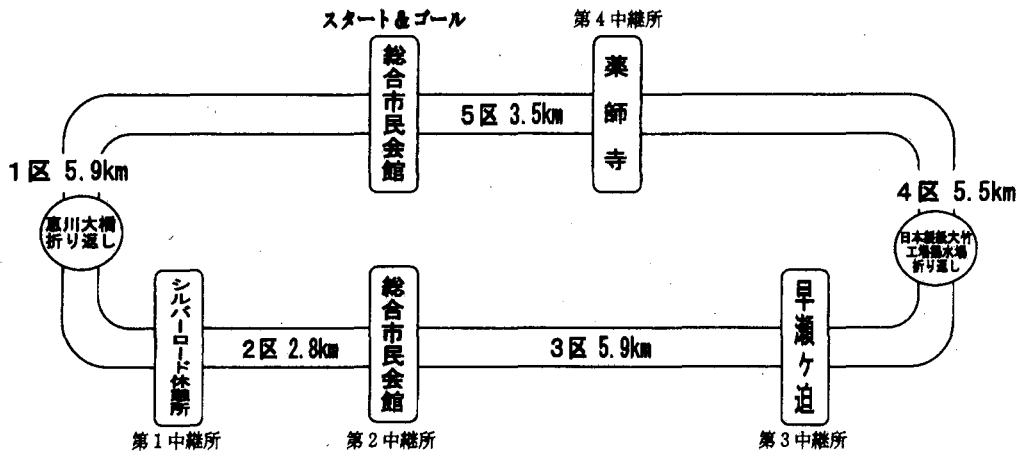 スタート&ゴール
第4中継所
総合市民会館
薬師寺
5区 3.5km
1区 5.9km
4区 5.5km
恵川大橋
折り返し
日本製紙大竹
工場揚水場
折り返し
シルバーロード休憩所
総合市民会館
早瀬ヶ迫
2区 2.8km
3区 5.9km
第1中継所
第2中継所
第3中継所